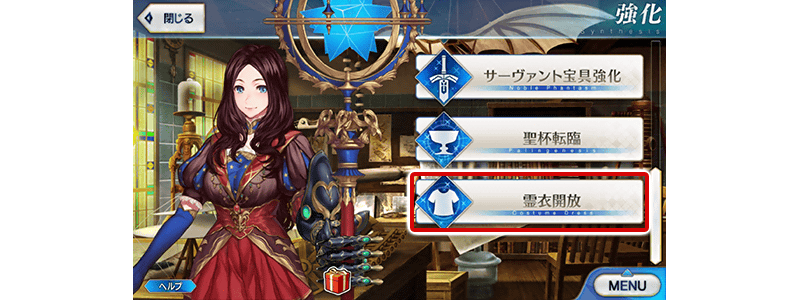 閉じる
強化
Synthesis
サーヴァント宝具強化
Noble Phantasm
聖杯転臨
Palingenesis
霊衣開放
Costume Dress
ヘルプ
MENU